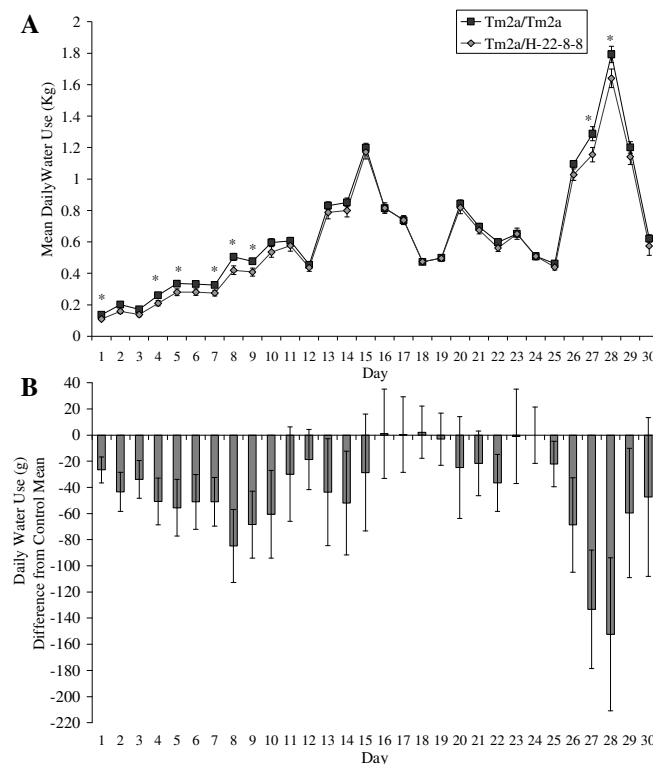 A
Tm2a/Tm2a
Tm2a/H-22-8-8
Mean DailyWater Use (Kg)
2
1.8
1.6
1.4
1.2
1
0.8
0.6
0.4
0.2
0
* * * * * * * *
1 2 3 4 5 6 7 8 9 10 11 12 13 14 15 16 17 18 19 20 21 22 23 24 25 26 27 28 29 30
Day
B
Daily Water Use (g)
Difference from Control Mean
40
20
0
-20
-40
-60
-80
-100
-120
-140
-160
-180
-200
-220
1 2 3 4 5 6 7 8 9 10 11 12 13 14 15 16 17 18 19 20 21 22 23 24 25 26 27 28 29 30
Day